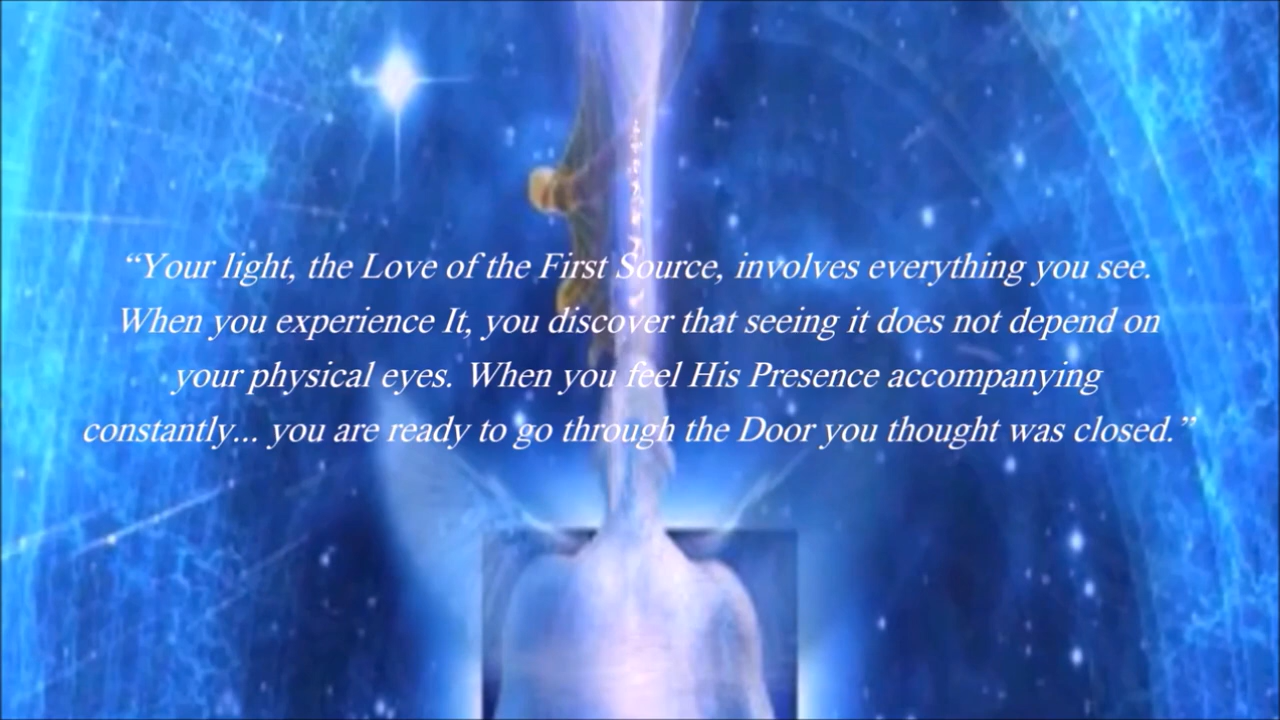 “Your light, the Love of the First Source, involves everything you see.
When you experience It, you discover that seeing it does not depend on
your physical eyes. When you feel His Presence accompanying
constantly... you are ready to go through the Door you thought was closed.”